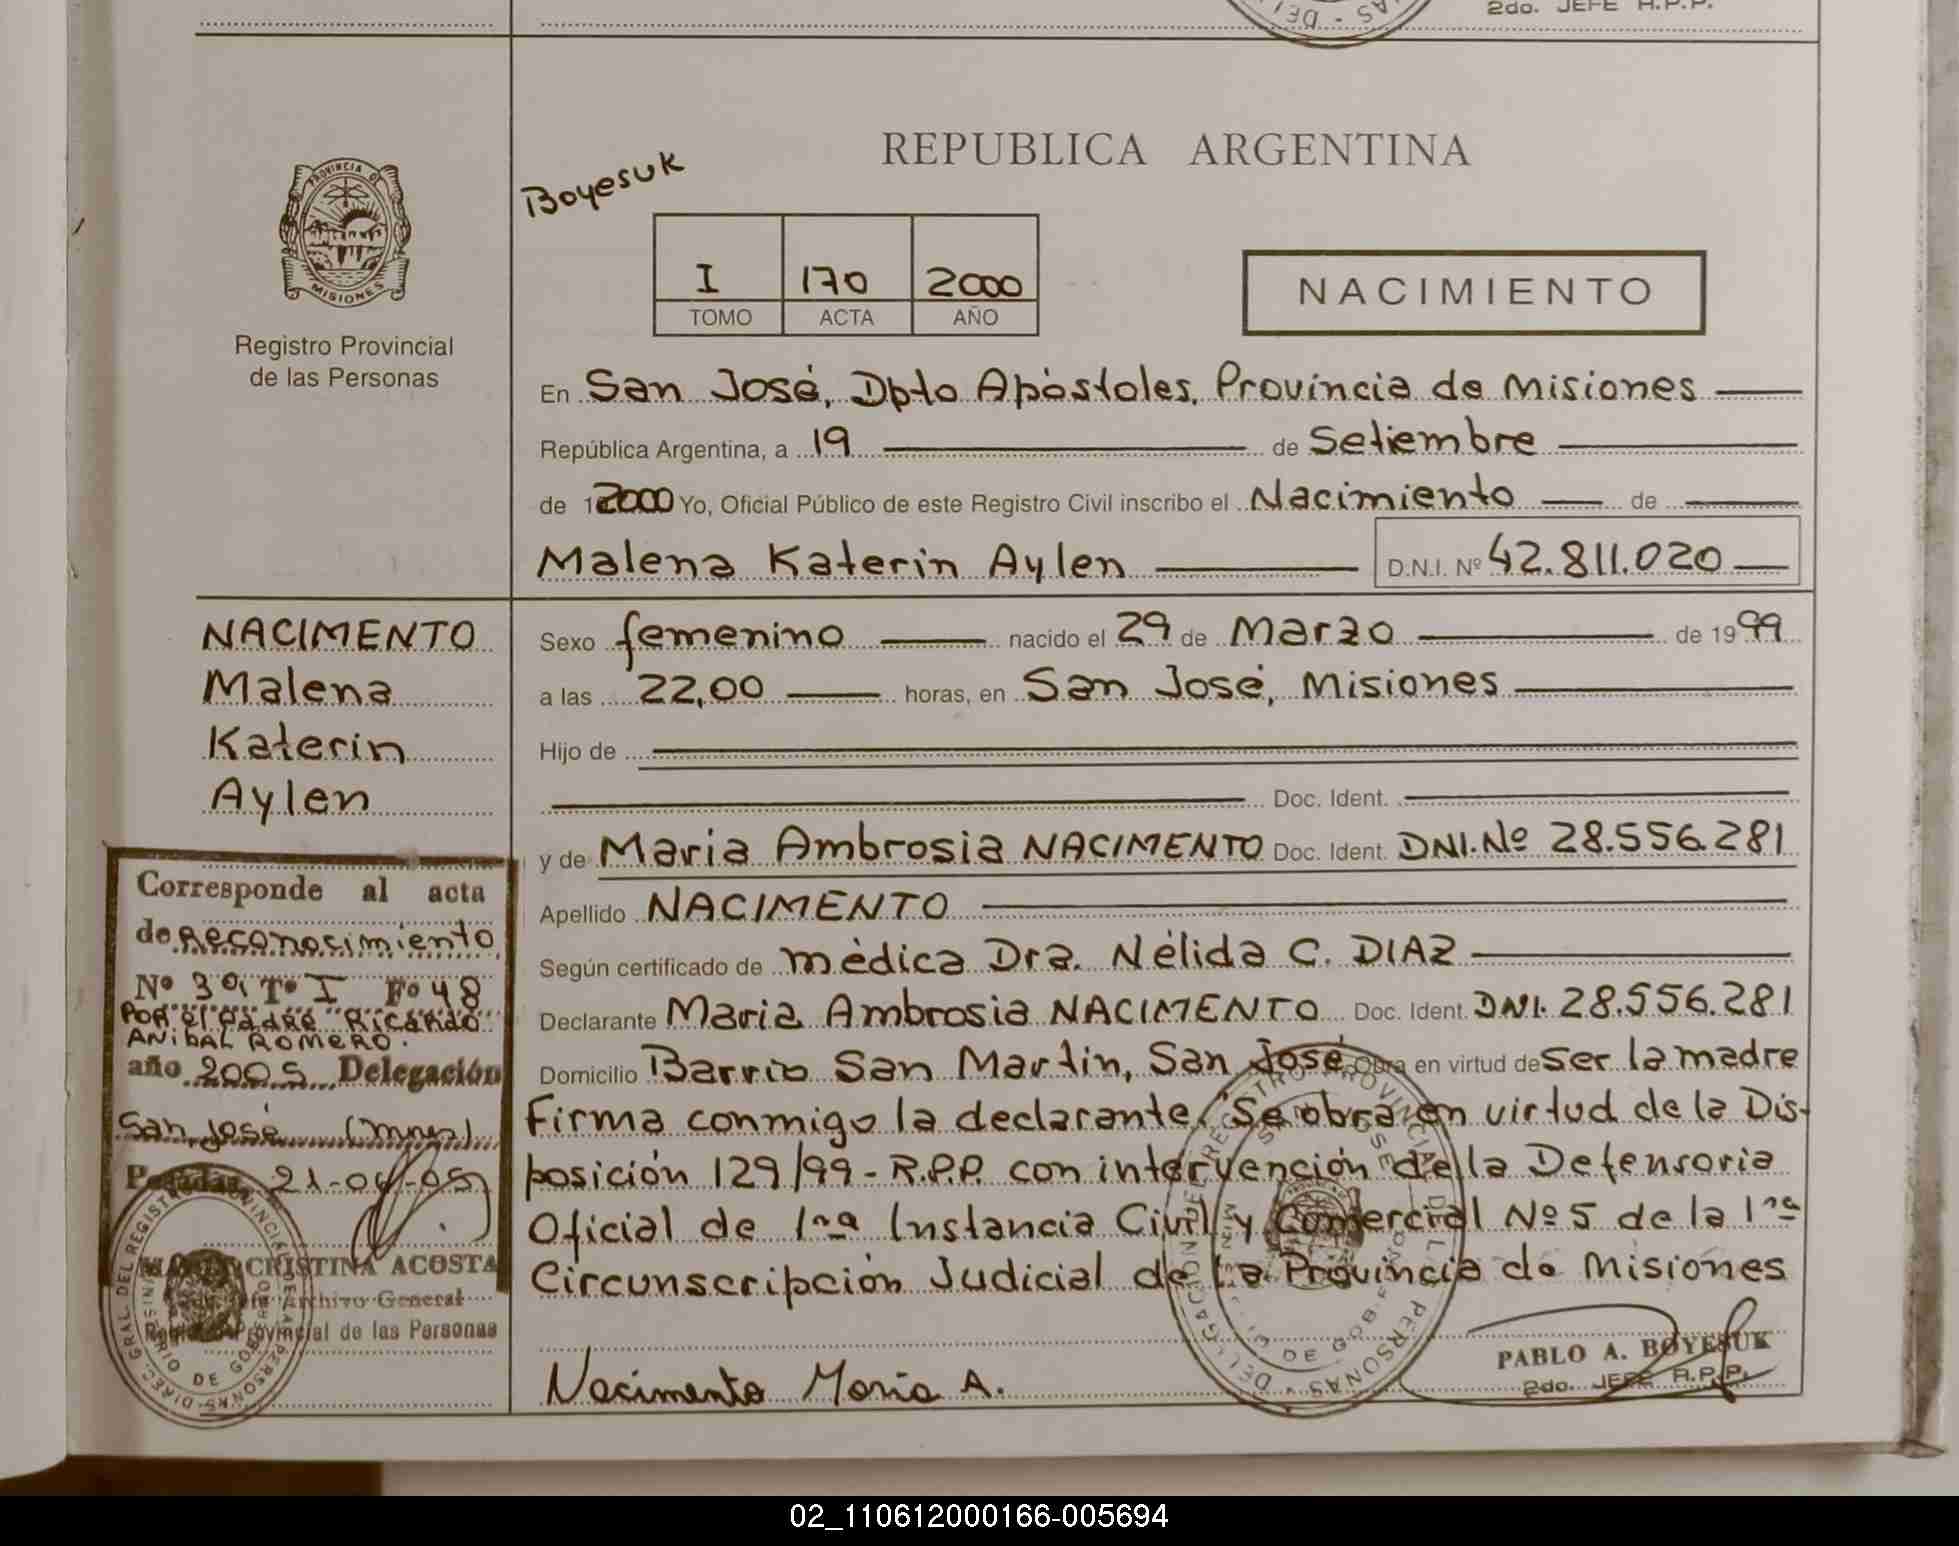 2do. JEFE R.P.P.
REPUBLICA ARGENTINA
Boyesuk
PROVINCIA DE
MISIONES
Registro Provincial
de las Personas
I 170 2000
TOMO ACTA AÑO
NACIMIENTO
En San José, Dpto Apóstoles, Provincia de Misiones
República Argentina, a 19 de Setiembre
de 2000 Yo, Oficial Público de este Registro Civil inscribo el Nacimiento de
Malena Katerin Aylen D.N.I. Nº 42.811.020
NACIMENTO
Malena
Katerin
Aylen
Sexo femenino nacido el 29 de Marzo de 1999
a las 22,00 horas, en San José, Misiones
Hijo de
Doc. Ident.
y de Maria Ambrosia NACIMENTO Doc. Ident. DNI.Nº 28.556.281
Apellido NACIMENTO
Según certificado de médica Dra. Nélida C. DIAZ
Declarante Maria Ambrosia NACIMENTO Doc. Ident. DNI. 28.556.281
Domicilio Barrio San Martin, San José Obra en virtud de ser la madre
Firma conmigo la declarante. Se obra en virtud de la Dis-
posición 129/99-R.P.P. con intervención de la Defensoria
Oficial de 1ra Instancia Civil y Comercial Nº 5 de la 1ra
Circunscripción Judicial de la Provincia de Misiones
Nacimento Maria A.
PABLO A. BOYESUK
2do. JEFE R.P.P.
Corresponde al acta
de Reconocimiento
Nº 39 Tº I Fº 48
POR el padre "Ricardo
ANIBAL ROMERO.
año 2005 Delegación
San José (Mnes)
Posadas, 21-04-05
CRISTINA ACOSTA
Archivo General
Registro Provincial de las Personas
02_110612000166-005694